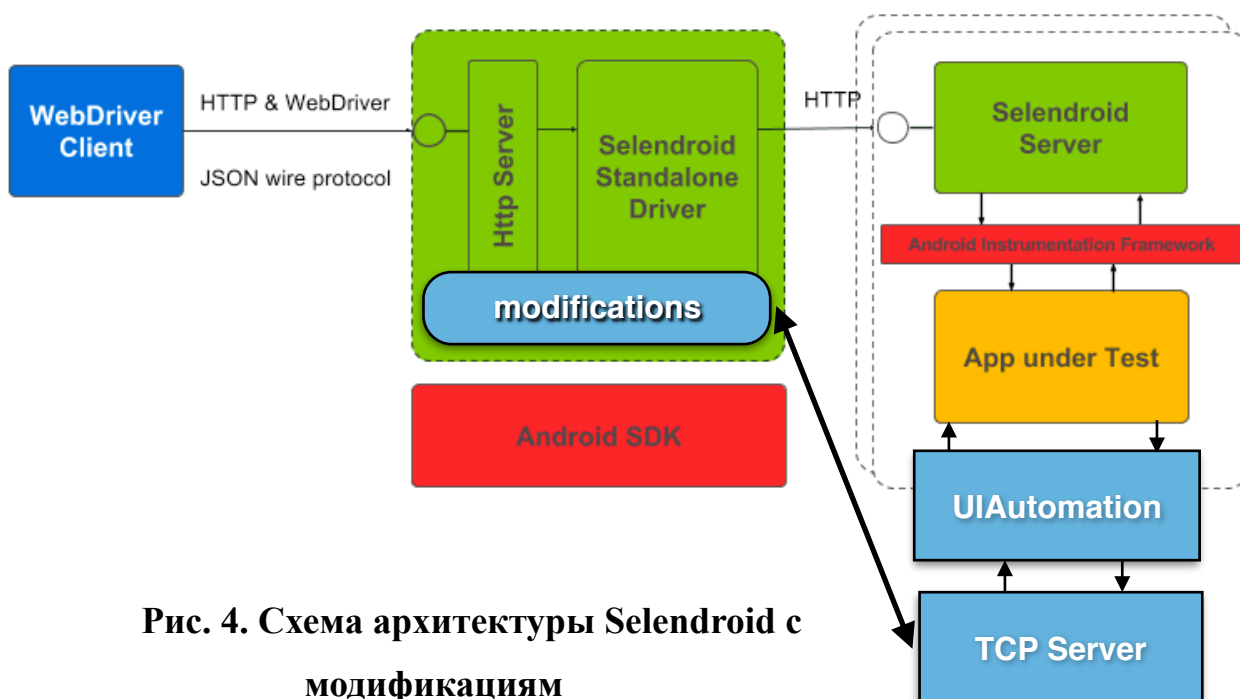 WebDriver
Client
HTTP & WebDriver
JSON wire protocol
Http Server
Selendroid
Standalone
Driver
modifications
Android SDK
HTTP
Selendroid
Server
Android Instrumentation Framework
App under Test
UIAutomation
TCP Server
Рис. 4. Схема архитектуры Selendroid с
модификациям